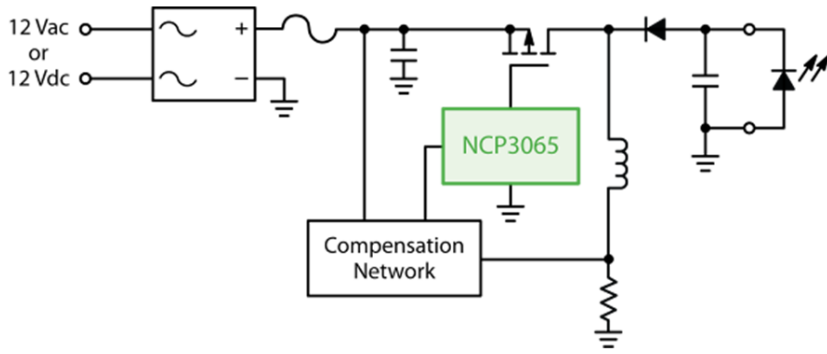 12 Vac
or
12 Vdc
+
−
NCP3065
Compensation
Network